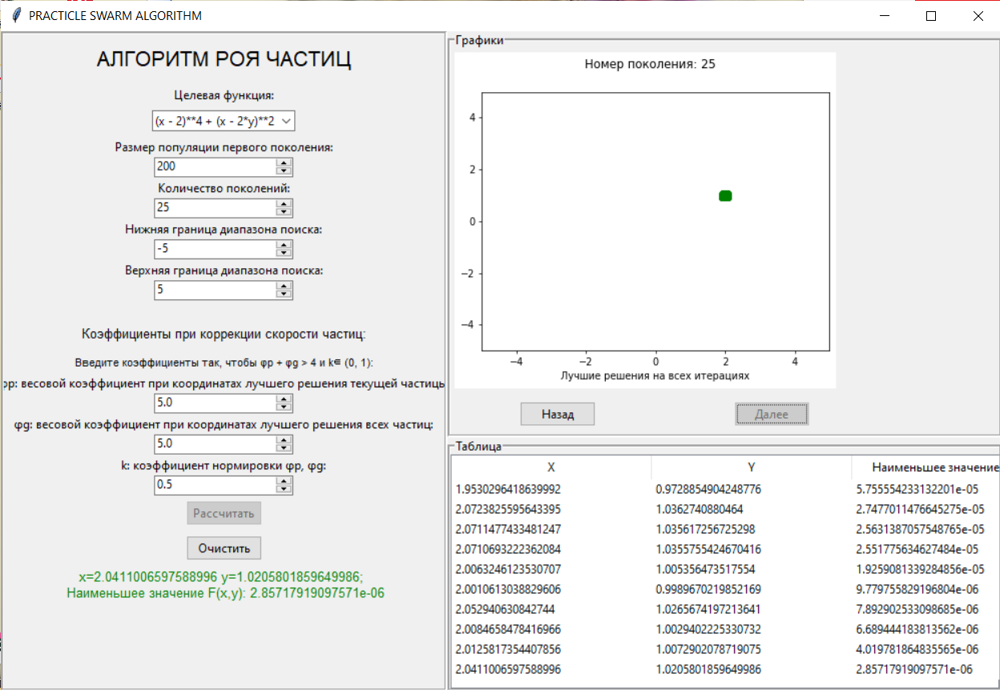 PRACTICLE SWARM ALGORITHM
АЛГОРИТМ РОЯ ЧАСТИЦ
Целевая функция:
(x - 2)**4 + (x - 2*y)**2
Размер популяции первого поколения:
200
Количество поколений:
25
Нижняя граница диапазона поиска:
-5
Верхняя граница диапазона поиска:
5
Коэффициенты при коррекции скорости частиц:
Введите коэффициенты так, чтобы φp + φg > 4 и k∈ (0, 1):
φp: весовой коэффициент при координатах лучшего решения текущей частицы
5.0
φg: весовой коэффициент при координатах лучшего решения всех частиц:
5.0
k: коэффициент нормировки φp, φg:
0.5
Рассчитать
Очистить
x=2.0411006597588996 y=1.0205801859649986;
Наименьшее значение F(x,y): 2.85717919097571e-06
Графики
Номер поколения: 25
4
2
0
−2
−4
−4 −2 0 2 4
Лучшие решения на всех итерациях
Назад Далее
Таблица
X Y Наименьшее значение
1.9530296418639992 0.9728854904248776 5.755554233132201e-05
2.0723825595643395 1.0362740880464 2.7477011476645275e-05
2.0711477433481247 1.035617256725298 2.5631387057548765e-05
2.0710693222362084 1.0355755424670416 2.551775634627484e-05
2.0063246123530707 1.005356473517554 1.9259081339284856e-05
2.0010613038829606 0.9989670219852169 9.779755829196804e-06
2.052940630842744 1.0265674197213641 7.892902533098685e-06
2.0084658478416966 1.0029402225330732 6.689444183813562e-06
2.0125817354407856 1.0072902078719075 4.019781864835565e-06
2.0411006597588996 1.0205801859649986 2.85717919097571e-06